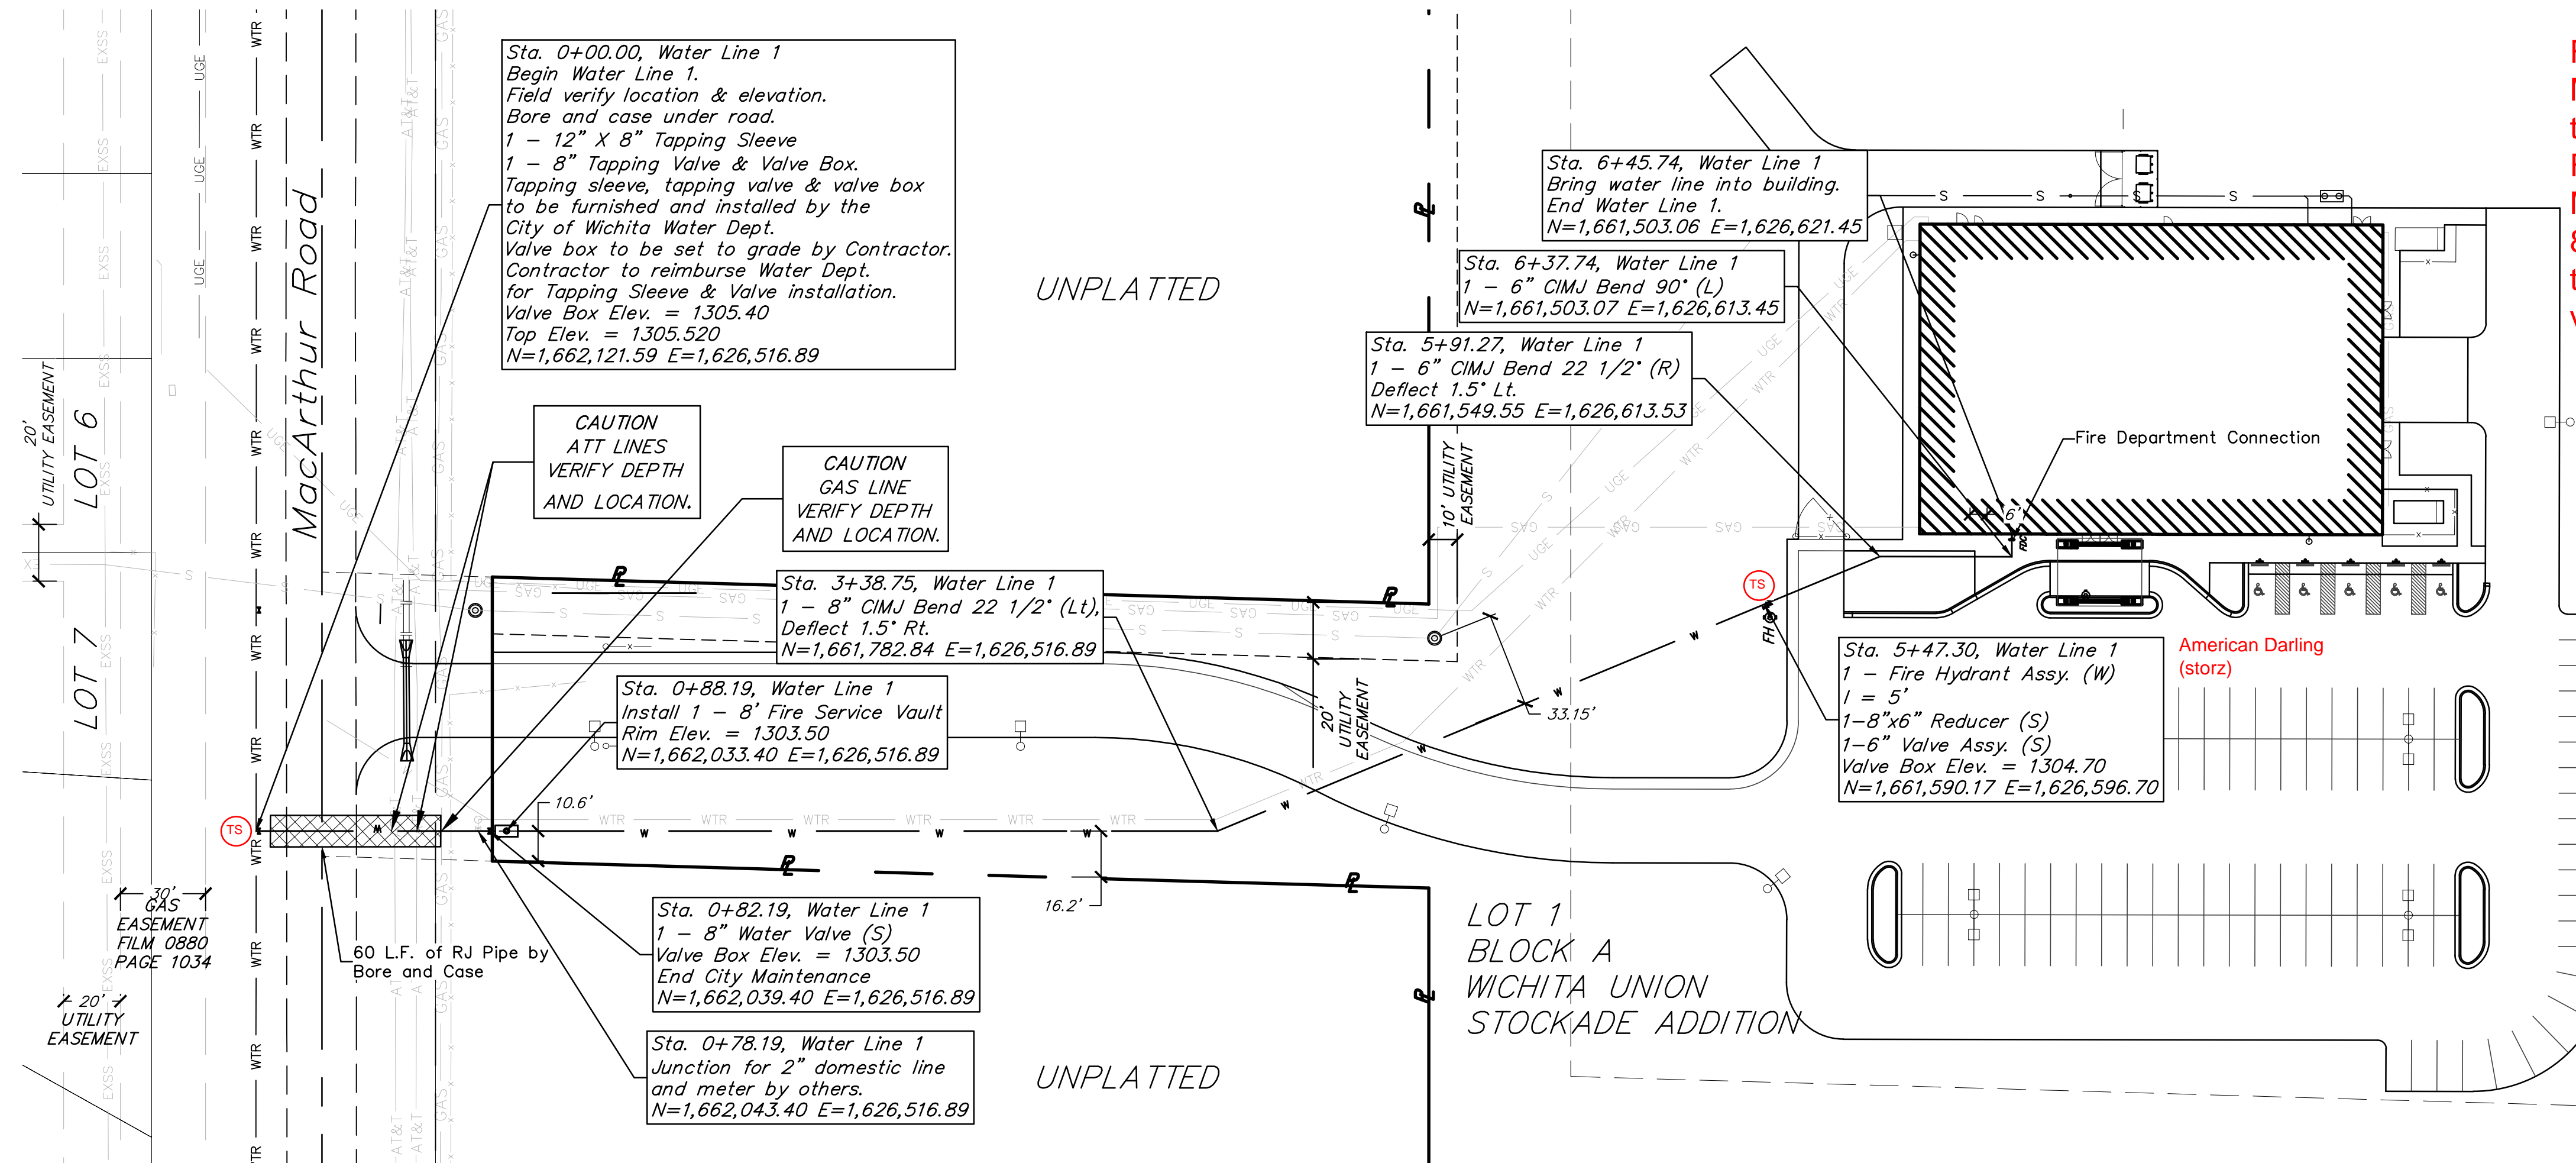 Sta. 0+00.00, Water Line 1
Begin Water Line 1.
Field verify location & elevation.
Bore and case under road.
1 - 12" X 8" Tapping Sleeve
1 - 8" Tapping Valve & Valve Box.
Tapping sleeve, tapping valve & valve box
to be furnished and installed by the
City of Wichita Water Dept.
Valve box to be set to grade by Contractor.
Contractor to reimburse Water Dept.
for Tapping Sleeve & Valve installation.
Valve Box Elev. = 1305.40
Top Elev. = 1305.520
N=1,662,121.59 E=1,626,516.89
MacArthur Road
UNPLATTED
Sta. 6+45.74, Water Line 1
Bring water line into building.
End Water Line 1.
N=1,661,503.06 E=1,626,621.45
Sta. 6+37.74, Water Line 1
1 - 6" CIMJ Bend 90° (L)
N=1,661,503.07 E=1,626,613.45
Sta. 5+91.27, Water Line 1
1 - 6" CIMJ Bend 22 1/2° (R)
Deflect 1.5° Lt.
N=1,661,549.55 E=1,626,613.53
Fire Department Connection
6'
FDC
20'
UTILITY EASEMENT
LOT 6
LOT 7
CAUTION
ATT LINES
VERIFY DEPTH
AND LOCATION.
CAUTION
GAS LINE
VERIFY DEPTH
AND LOCATION.
10' UTILITY
EASEMENT
Sta. 3+38.75, Water Line 1
1 - 8" CIMJ Bend 22 1/2° (Lt),
Deflect 1.5° Rt.
N=1,661,782.84 E=1,626,516.89
Sta. 0+88.19, Water Line 1
Install 1 - 8' Fire Service Vault
Rim Elev. = 1303.50
N=1,662,033.40 E=1,626,516.89
20'
UTILITY
EASEMENT
33.15'
TS
FH
Sta. 5+47.30, Water Line 1
1 - Fire Hydrant Assy. (W)
l = 5'
1-8"x6" Reducer (S)
1-6" Valve Assy. (S)
Valve Box Elev. = 1304.70
N=1,661,590.17 E=1,626,596.70
American Darling
(storz)
TS
10.6'
16.2'
30'
GAS
EASEMENT
FILM 0880
PAGE 1034
60 L.F. of RJ Pipe by
Bore and Case
20'
UTILITY
EASEMENT
Sta. 0+82.19, Water Line 1
1 - 8" Water Valve (S)
Valve Box Elev. = 1303.50
End City Maintenance
N=1,662,039.40 E=1,626,516.89
Sta. 0+78.19, Water Line 1
Junction for 2" domestic line
and meter by others.
N=1,662,043.40 E=1,626,516.89
UNPLATTED
LOT 1
BLOCK A
WICHITA UNION
STOCKADE ADDITION
EXSS
UGE
WTR
AT&T
GAS
S
W